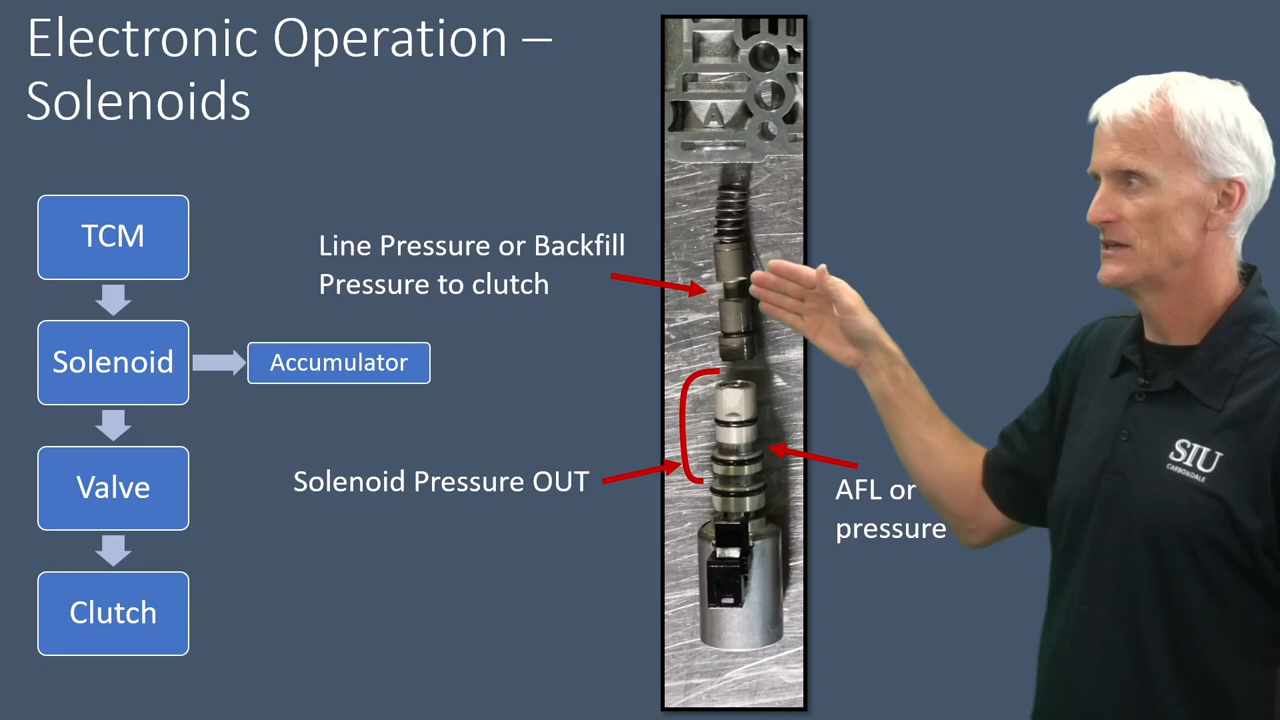 Electronic Operation –
Solenoids
TCM
Solenoid
Accumulator
Valve
Clutch
Line Pressure or Backfill
Pressure to clutch
Solenoid Pressure OUT
AFL or
pressure
A
SIU
CARBONDALE